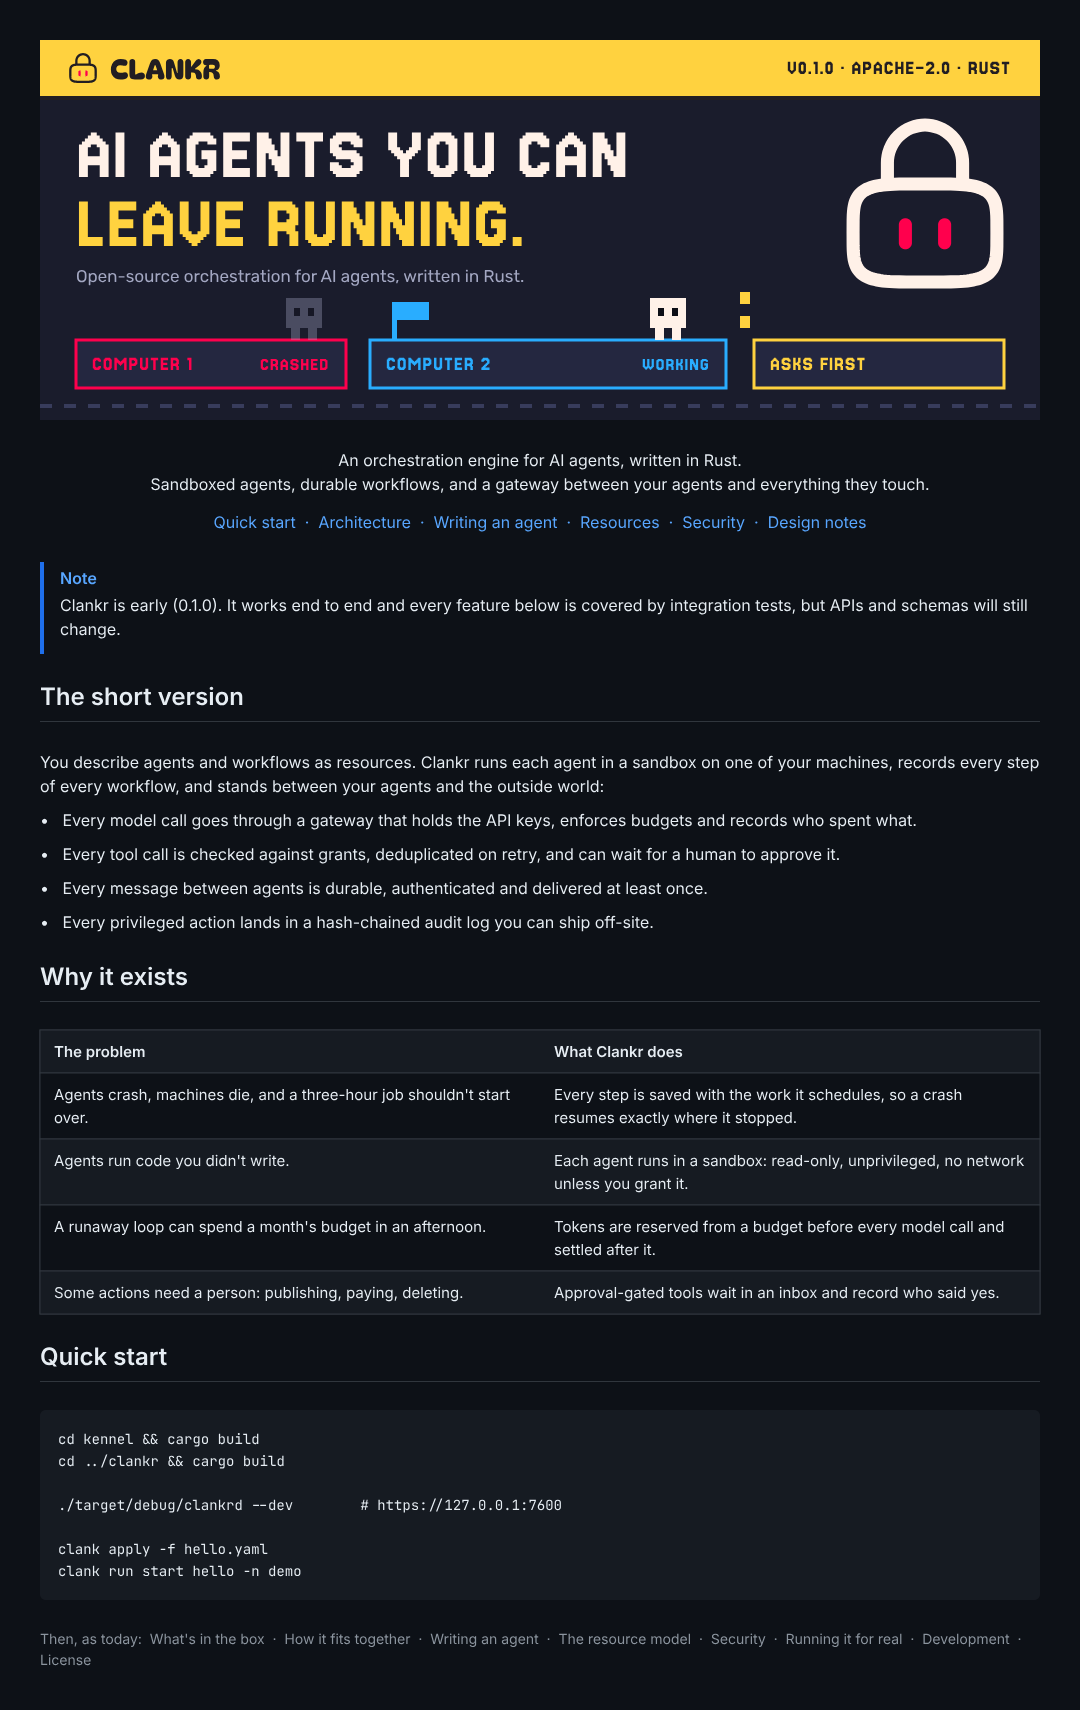 CLANKR
V0.1.0 · APACHE-2.0 · RUST
AI AGENTS YOU CAN
LEAVE RUNNING.
Open-source orchestration for AI agents, written in Rust.
COMPUTER 1 CRASHED
COMPUTER 2 WORKING
ASKS FIRST
An orchestration engine for AI agents, written in Rust.
Sandboxed agents, durable workflows, and a gateway between your agents and everything they touch.
Quick start · Architecture · Writing an agent · Resources · Security · Design notes
Note
Clankr is early (0.1.0). It works end to end and every feature below is covered by integration tests, but APIs and schemas will still
change.
The short version
You describe agents and workflows as resources. Clankr runs each agent in a sandbox on one of your machines, records every step
of every workflow, and stands between your agents and the outside world:
• Every model call goes through a gateway that holds the API keys, enforces budgets and records who spent what.
• Every tool call is checked against grants, deduplicated on retry, and can wait for a human to approve it.
• Every message between agents is durable, authenticated and delivered at least once.
• Every privileged action lands in a hash-chained audit log you can ship off-site.
Why it exists
The problem
What Clankr does
Agents crash, machines die, and a three-hour job shouldn't start
over.
Every step is saved with the work it schedules, so a crash
resumes exactly where it stopped.
Agents run code you didn't write.
Each agent runs in a sandbox: read-only, unprivileged, no network
unless you grant it.
A runaway loop can spend a month's budget in an afternoon.
Tokens are reserved from a budget before every model call and
settled after it.
Some actions need a person: publishing, paying, deleting.
Approval-gated tools wait in an inbox and record who said yes.
Quick start
cd kennel && cargo build
cd ../clankr && cargo build
./target/debug/clankrd --dev        # https://127.0.0.1:7600
clank apply -f hello.yaml
clank run start hello -n demo
Then, as today: What's in the box · How it fits together · Writing an agent · The resource model · Security · Running it for real · Development ·
License